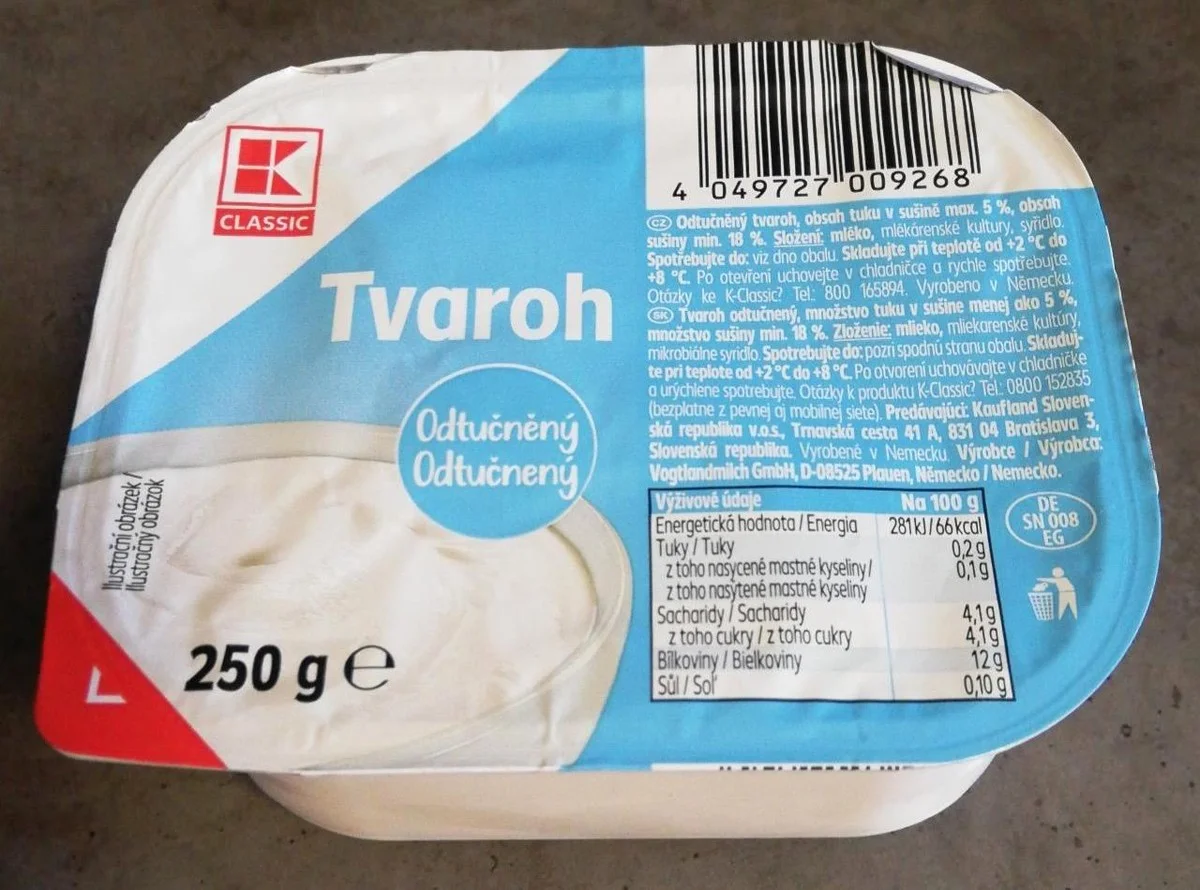 K
CLASSIC
Tvaroh
Odtučněný
Odtučnený
Ilustrační obrázek /
Ilustračný obrázok
250 g ℮
4 049727 009268
CZ Odtučněný tvaroh, obsah tuku v sušině max. 5 %, obsah
sušiny min. 18 %. Složení: mléko, mlékárenské kultury, syřidlo.
Spotřebujte do: viz dno obalu. Skladujte při teplotě od +2 °C do
+8 °C. Po otevření uchovejte v chladničce a rychle spotřebujte.
Otázky ke K-Classic? Tel.: 800 165894. Vyrobeno v Německu.
SK Tvaroh odtučnený, množstvo tuku v sušine menej ako 5 %,
množstvo sušiny min. 18 %. Zloženie: mlieko, mliekarenské kultúry,
mikrobiálne syridlo. Spotrebujte do: pozri spodnú stranu obalu. Skladuj-
te pri teplote od +2 °C do +8 °C. Po otvorení uchovávajte v chladničke
a urýchlene spotrebujte. Otázky k produktu K-Classic? Tel.: 0800 152835
(bezplatne z pevnej aj mobilnej siete). Predávajúci: Kaufland Sloven-
ská republika v.o.s., Trnavská cesta 41 A, 831 04 Bratislava 3,
Slovenská republika. Vyrobené v Nemecku. Výrobce / Výrobca:
Vogtlandmilch GmbH, D-08525 Plauen, Německo / Nemecko.
Výživové údaje Na 100 g
Energetická hodnota / Energia 281 kJ / 66 kcal
Tuky / Tuky 0,2 g
z toho nasycené mastné kyseliny / 0,1 g
z toho nasýtené mastné kyseliny
Sacharidy / Sacharidy 4,1 g
z toho cukry / z toho cukry 4,1 g
Bílkoviny / Bielkoviny 12 g
Sůl / Soľ 0,10 g
DE
SN 008
EG